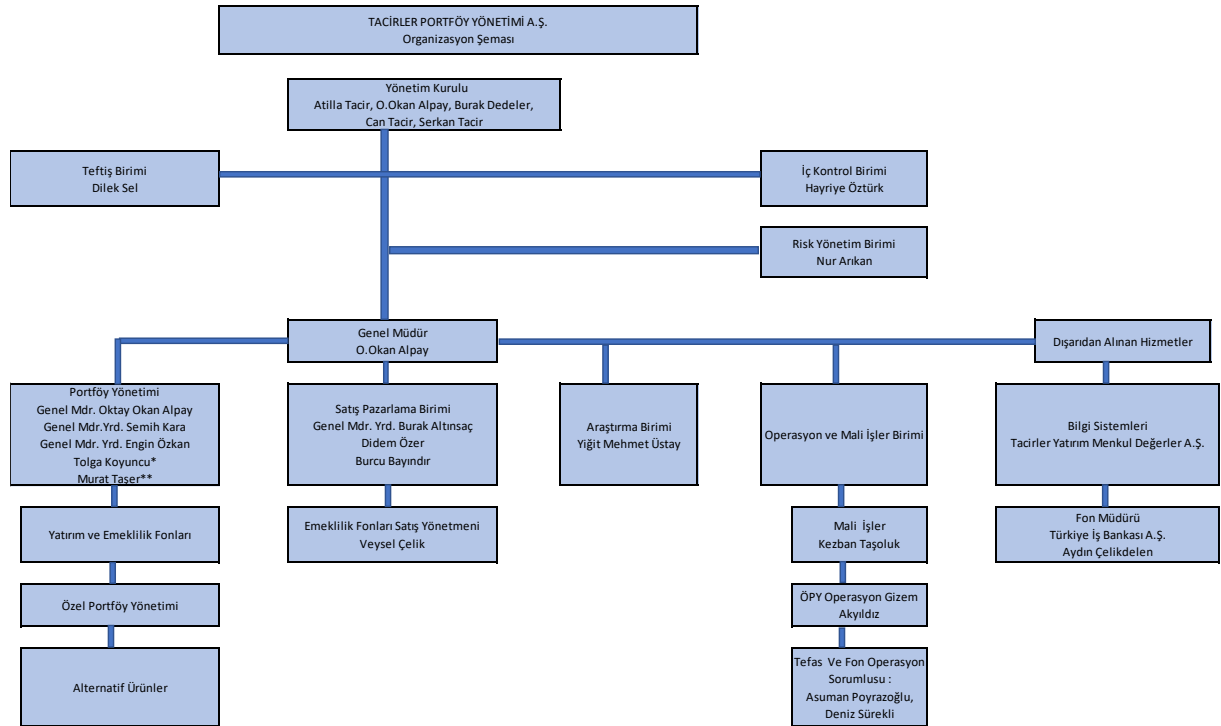 TACİRLER PORTFÖY YÖNETİMİ A.Ş.
Organizasyon Şeması
Yönetim Kurulu
Atilla Tacir, O.Okan Alpay, Burak Dedeler,
Can Tacir, Serkan Tacir
Teftiş Birimi
Dilek Sel
İç Kontrol Birimi
Hayriye Öztürk
Risk Yönetim Birimi
Nur Arıkan
Genel Müdür
O.Okan Alpay
Dışarıdan Alınan Hizmetler
Portföy Yönetimi
Genel Mdr. Oktay Okan Alpay
Genel Mdr.Yrd. Semih Kara
Genel Mdr. Yrd. Engin Özkan
Tolga Koyuncu*
Murat Taşer**
Satış Pazarlama Birimi
Genel Mdr. Yrd. Burak Altınsaç
Didem Özer
Burcu Bayındır
Araştırma Birimi
Yiğit Mehmet Üstay
Operasyon ve Mali İşler Birimi
Bilgi Sistemleri
Tacirler Yatırım Menkul Değerler A.Ş.
Yatırım ve Emeklilik Fonları
Emeklilik Fonları Satış Yönetmeni
Veysel Çelik
Mali İşler
Kezban Taşoluk
Fon Müdürü
Türkiye İş Bankası A.Ş.
Aydın Çelikdelen
Özel Portföy Yönetimi
ÖPY Operasyon Gizem
Akyıldız
Alternatif Ürünler
Tefas Ve Fon Operasyon
Sorumlusu :
Asuman Poyrazoğlu,
Deniz Sürekli